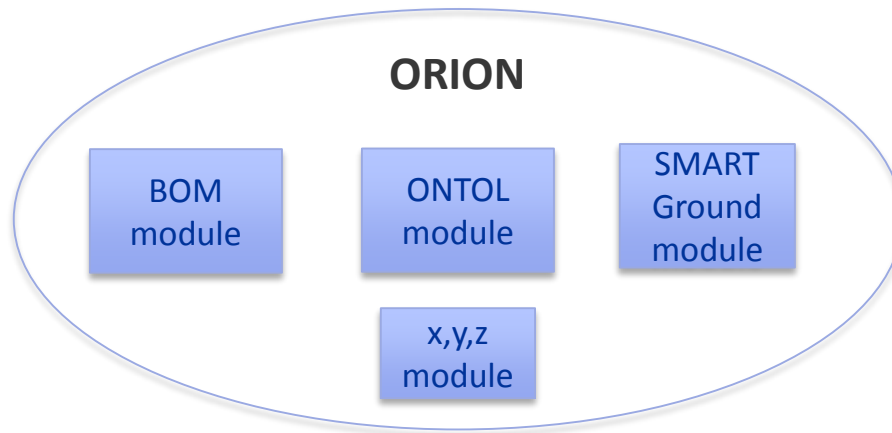 ORION
BOM
module
ONTOL
module
SMART
Ground
module
x,y,z
module